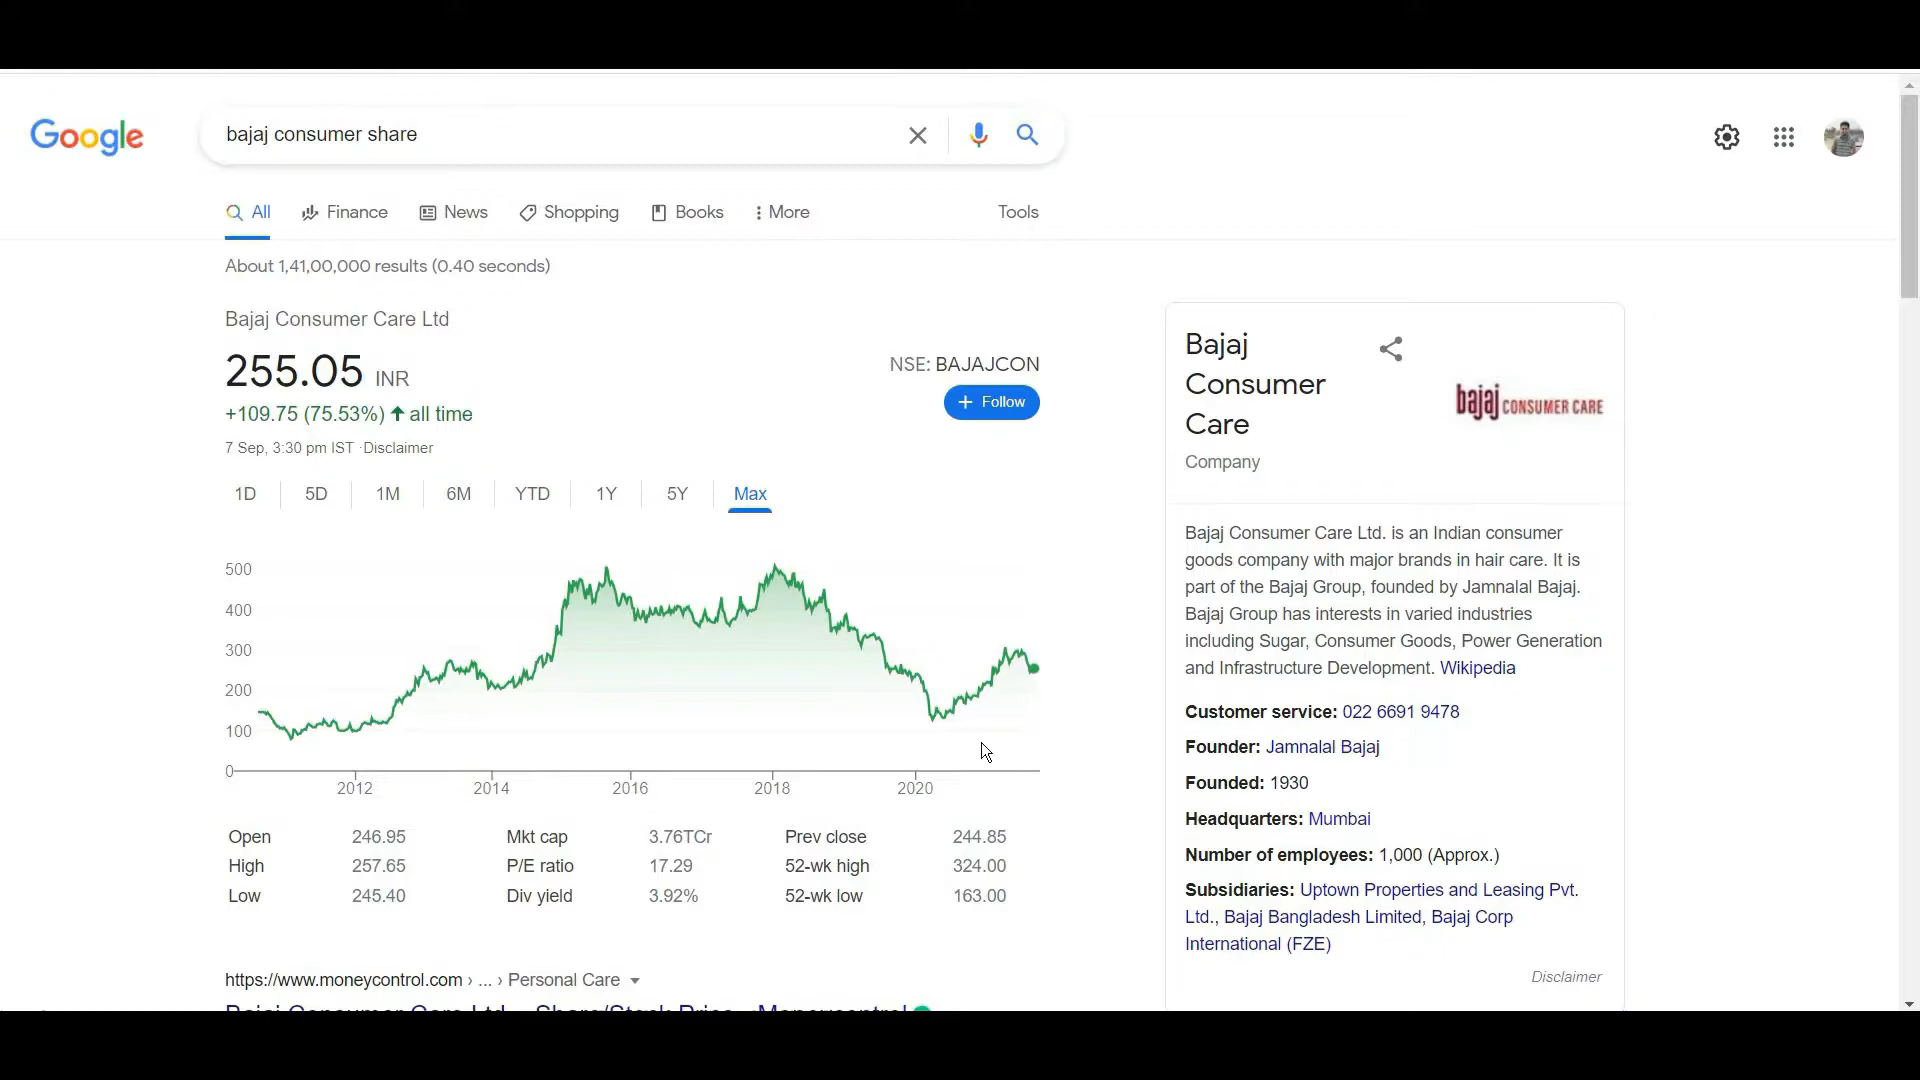 Google
bajaj consumer share
All Finance News Shopping Books More Tools
About 1,41,00,000 results (0.40 seconds)
Bajaj Consumer Care Ltd
255.05 INR
NSE: BAJAJCON
+ Follow
+109.75 (75.53%) all time
7 Sep, 3:30 pm IST · Disclaimer
1D 5D 1M 6M YTD 1Y 5Y Max
500
400
300
200
100
0
2012 2014 2016 2018 2020
Open 246.95 Mkt cap 3.76TCr Prev close 244.85
High 257.65 P/E ratio 17.29 52-wk high 324.00
Low 245.40 Div yield 3.92% 52-wk low 163.00
https://www.moneycontrol.com › ... › Personal Care
Bajaj Consumer Care Ltd. - Share/Stock Price - Moneycontrol
Bajaj
Consumer
Care
Company
bajaj CONSUMER CARE
Bajaj Consumer Care Ltd. is an Indian consumer
goods company with major brands in hair care. It is
part of the Bajaj Group, founded by Jamnalal Bajaj.
Bajaj Group has interests in varied industries
including Sugar, Consumer Goods, Power Generation
and Infrastructure Development. Wikipedia
Customer service: 022 6691 9478
Founder: Jamnalal Bajaj
Founded: 1930
Headquarters: Mumbai
Number of employees: 1,000 (Approx.)
Subsidiaries: Uptown Properties and Leasing Pvt.
Ltd., Bajaj Bangladesh Limited, Bajaj Corp
International (FZE)
Disclaimer